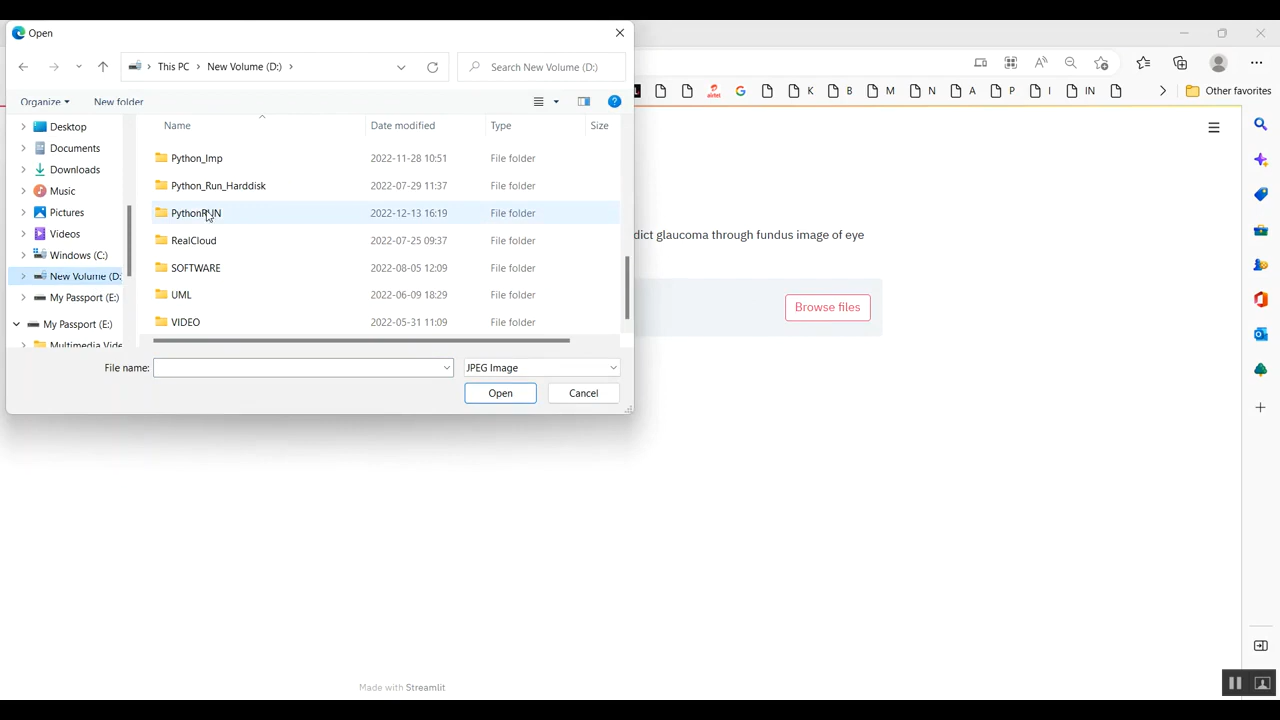 Open
This PC > New Volume (D:) >
Search New Volume (D:)
Organize
New folder
Name
Date modified
Type
Size
Desktop
Documents
Downloads
Music
Pictures
Videos
Windows (C:)
New Volume (D:
My Passport (E:)
My Passport (E:)
Multimedia Vide
Python_Imp 2022-11-28 10:51 File folder
Python_Run_Harddisk 2022-07-29 11:37 File folder
PythonRUN 2022-12-13 16:19 File folder
RealCloud 2022-07-25 09:37 File folder
SOFTWARE 2022-08-05 12:09 File folder
UML 2022-06-09 18:29 File folder
VIDEO 2022-05-31 11:09 File folder
File name:
JPEG Image
Open
Cancel
airtel
K
B
M
N
A
P
I
IN
Other favorites
dict glaucoma through fundus image of eye
Browse files
Made with Streamlit